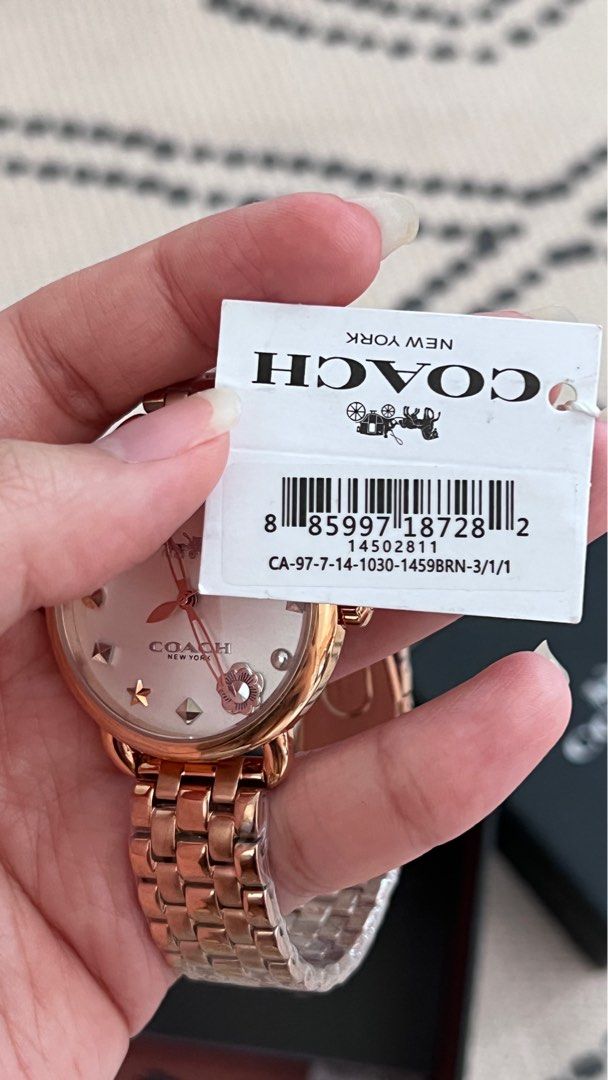 NEW YORK
COACH
8 85997 18728 2
14502811
CA-97-7-14-1030-1459BRN-3/1/1
COACH
NEW YORK